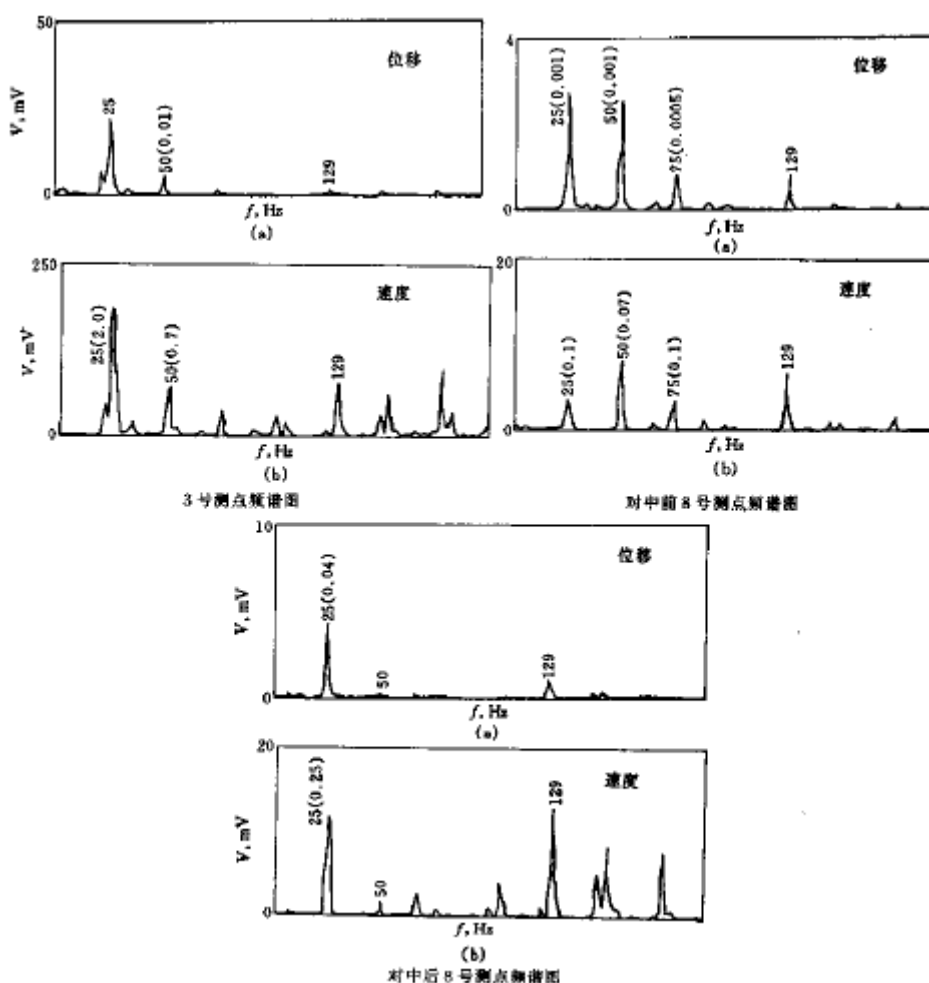 50
位移
V, mV
25
50(0.01)
129
0
f, Hz
(a)
4
位移
25(0.001)
50(0.001)
75(0.0005)
129
0
f, Hz
(a)
250
速度
V, mV
25(2.0)
50(0.7)
129
0
f, Hz
(b)
3号测点频谱图
20
速度
25(0.1)
50(0.07)
75(0.1)
129
0
f, Hz
(b)
对中前8号测点频谱图
10
位移
V, mV
25(0.04)
50
129
0
f, Hz
(a)
20
速度
V, mV
25(0.25)
50
129
0
f, Hz
(b)
对中后8号测点频谱图